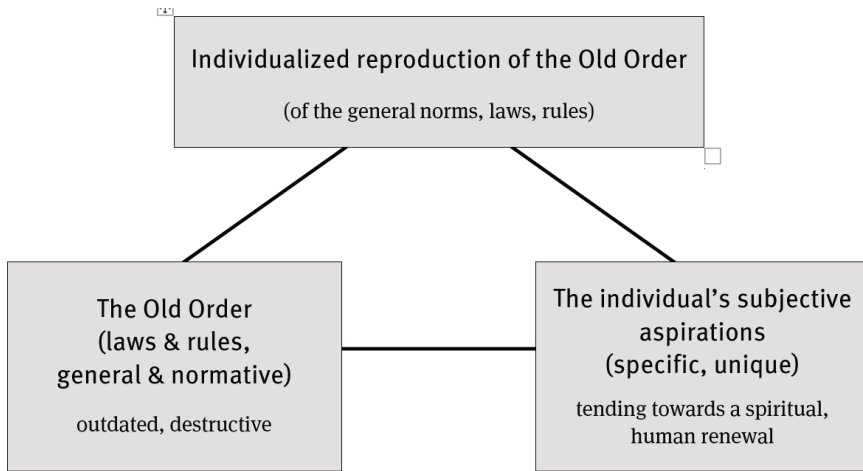 Individualized reproduction of the Old Order
(of the general norms, laws, rules)
The Old Order
(laws & rules,
general & normative)
outdated, destructive
The individual’s subjective
aspirations
(specific, unique)
tending towards a spiritual,
human renewal